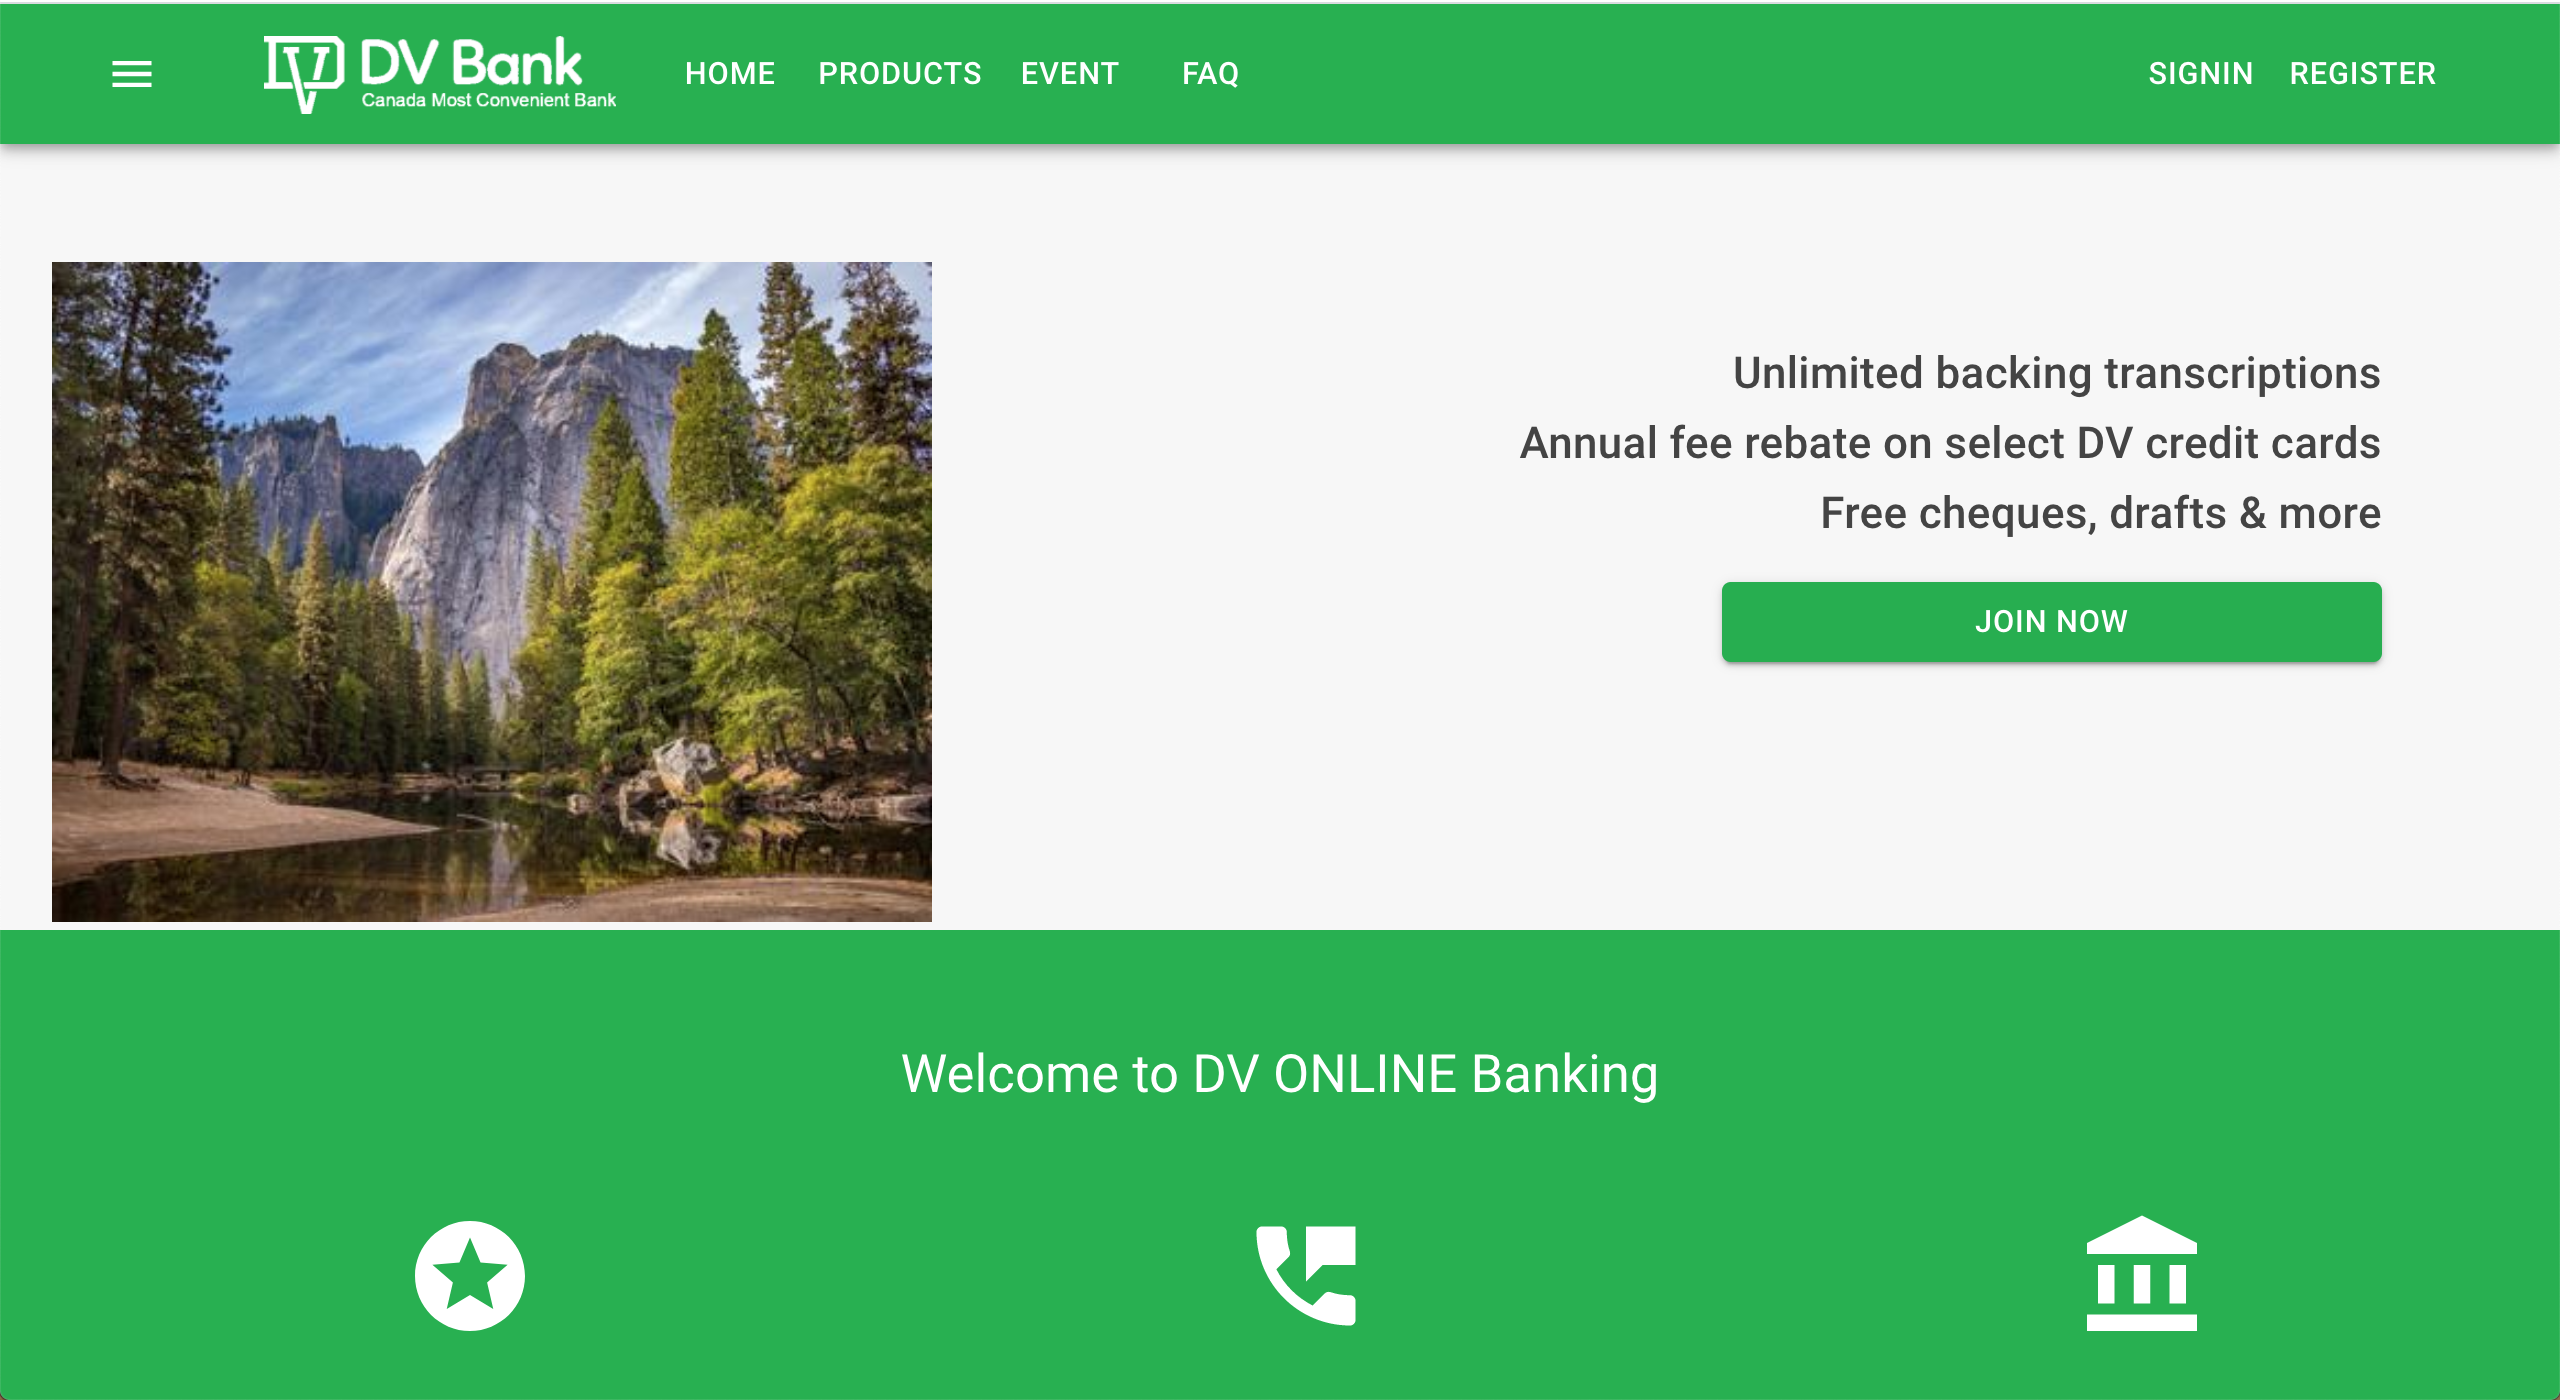 DV Bank
Canada Most Convenient Bank
HOME PRODUCTS EVENT FAQ
SIGNIN REGISTER
Unlimited backing transcriptions
Annual fee rebate on select DV credit cards
Free cheques, drafts & more
JOIN NOW
Welcome to DV ONLINE Banking